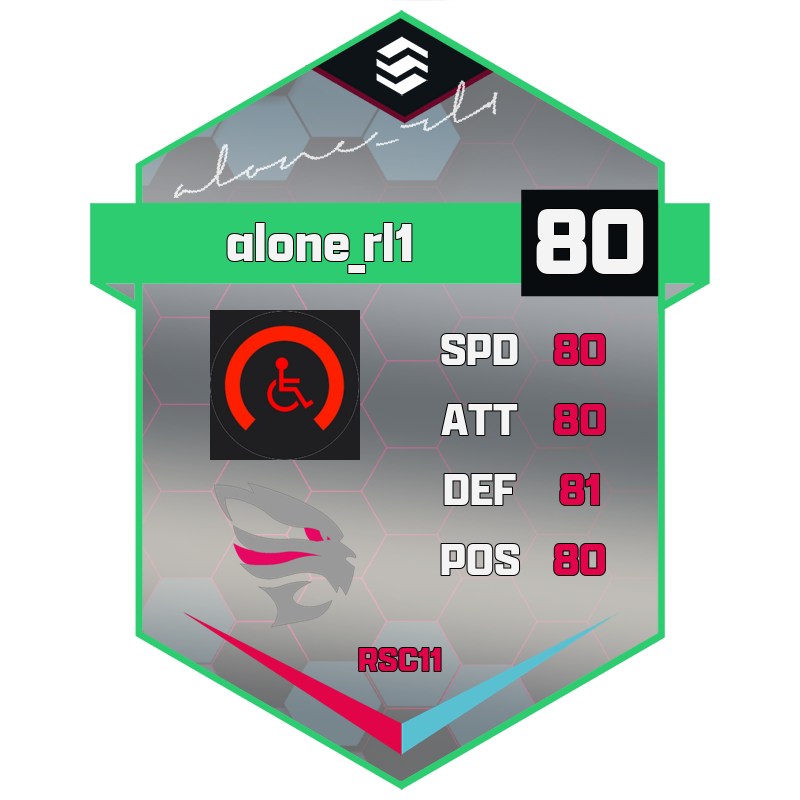 alone_rl1
alone_rl1
80
SPD 80
ATT 80
DEF 81
POS 80
RSC11